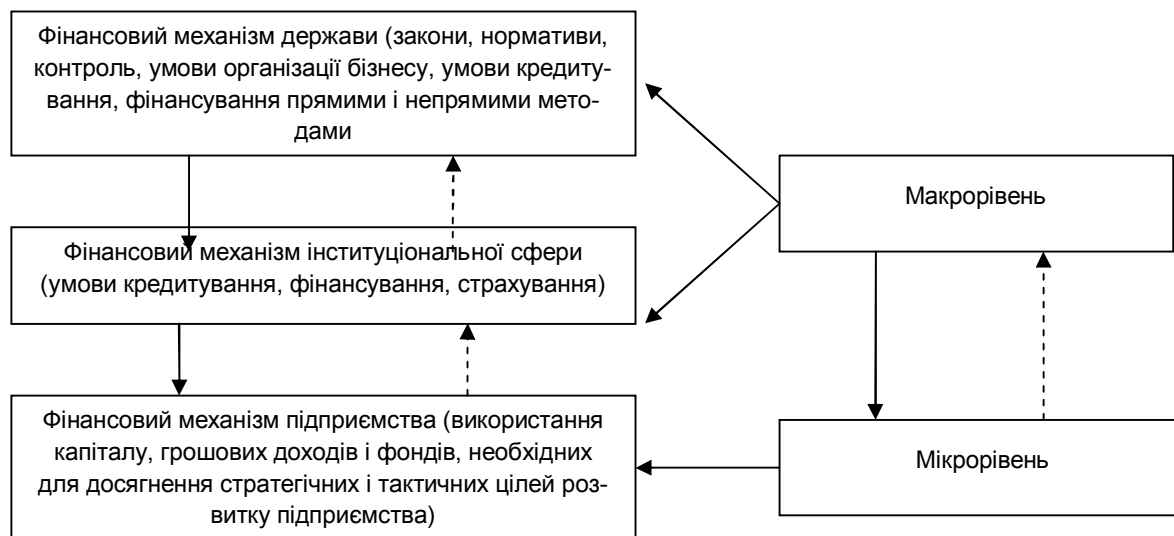 Фінансовий механізм держави (закони, нормативи,
контроль, умови організації бізнесу, умови кредиту-
вання, фінансування прямими і непрямими мето-
дами
Макрорівень
Фінансовий механізм інституціональної сфери
(умови кредитування, фінансування, страхування)
Фінансовий механізм підприємства (використання
капіталу, грошових доходів і фондів, необхідних
для досягнення стратегічних і тактичних цілей роз-
витку підприємства)
Мікрорівень